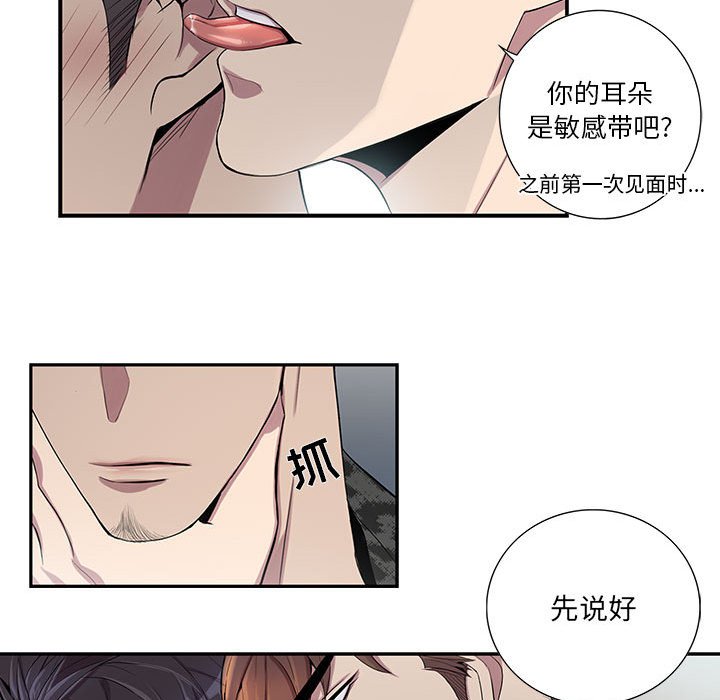 你的耳朵
是敏感带吧?
之前第一次见面时…
抓
先说好